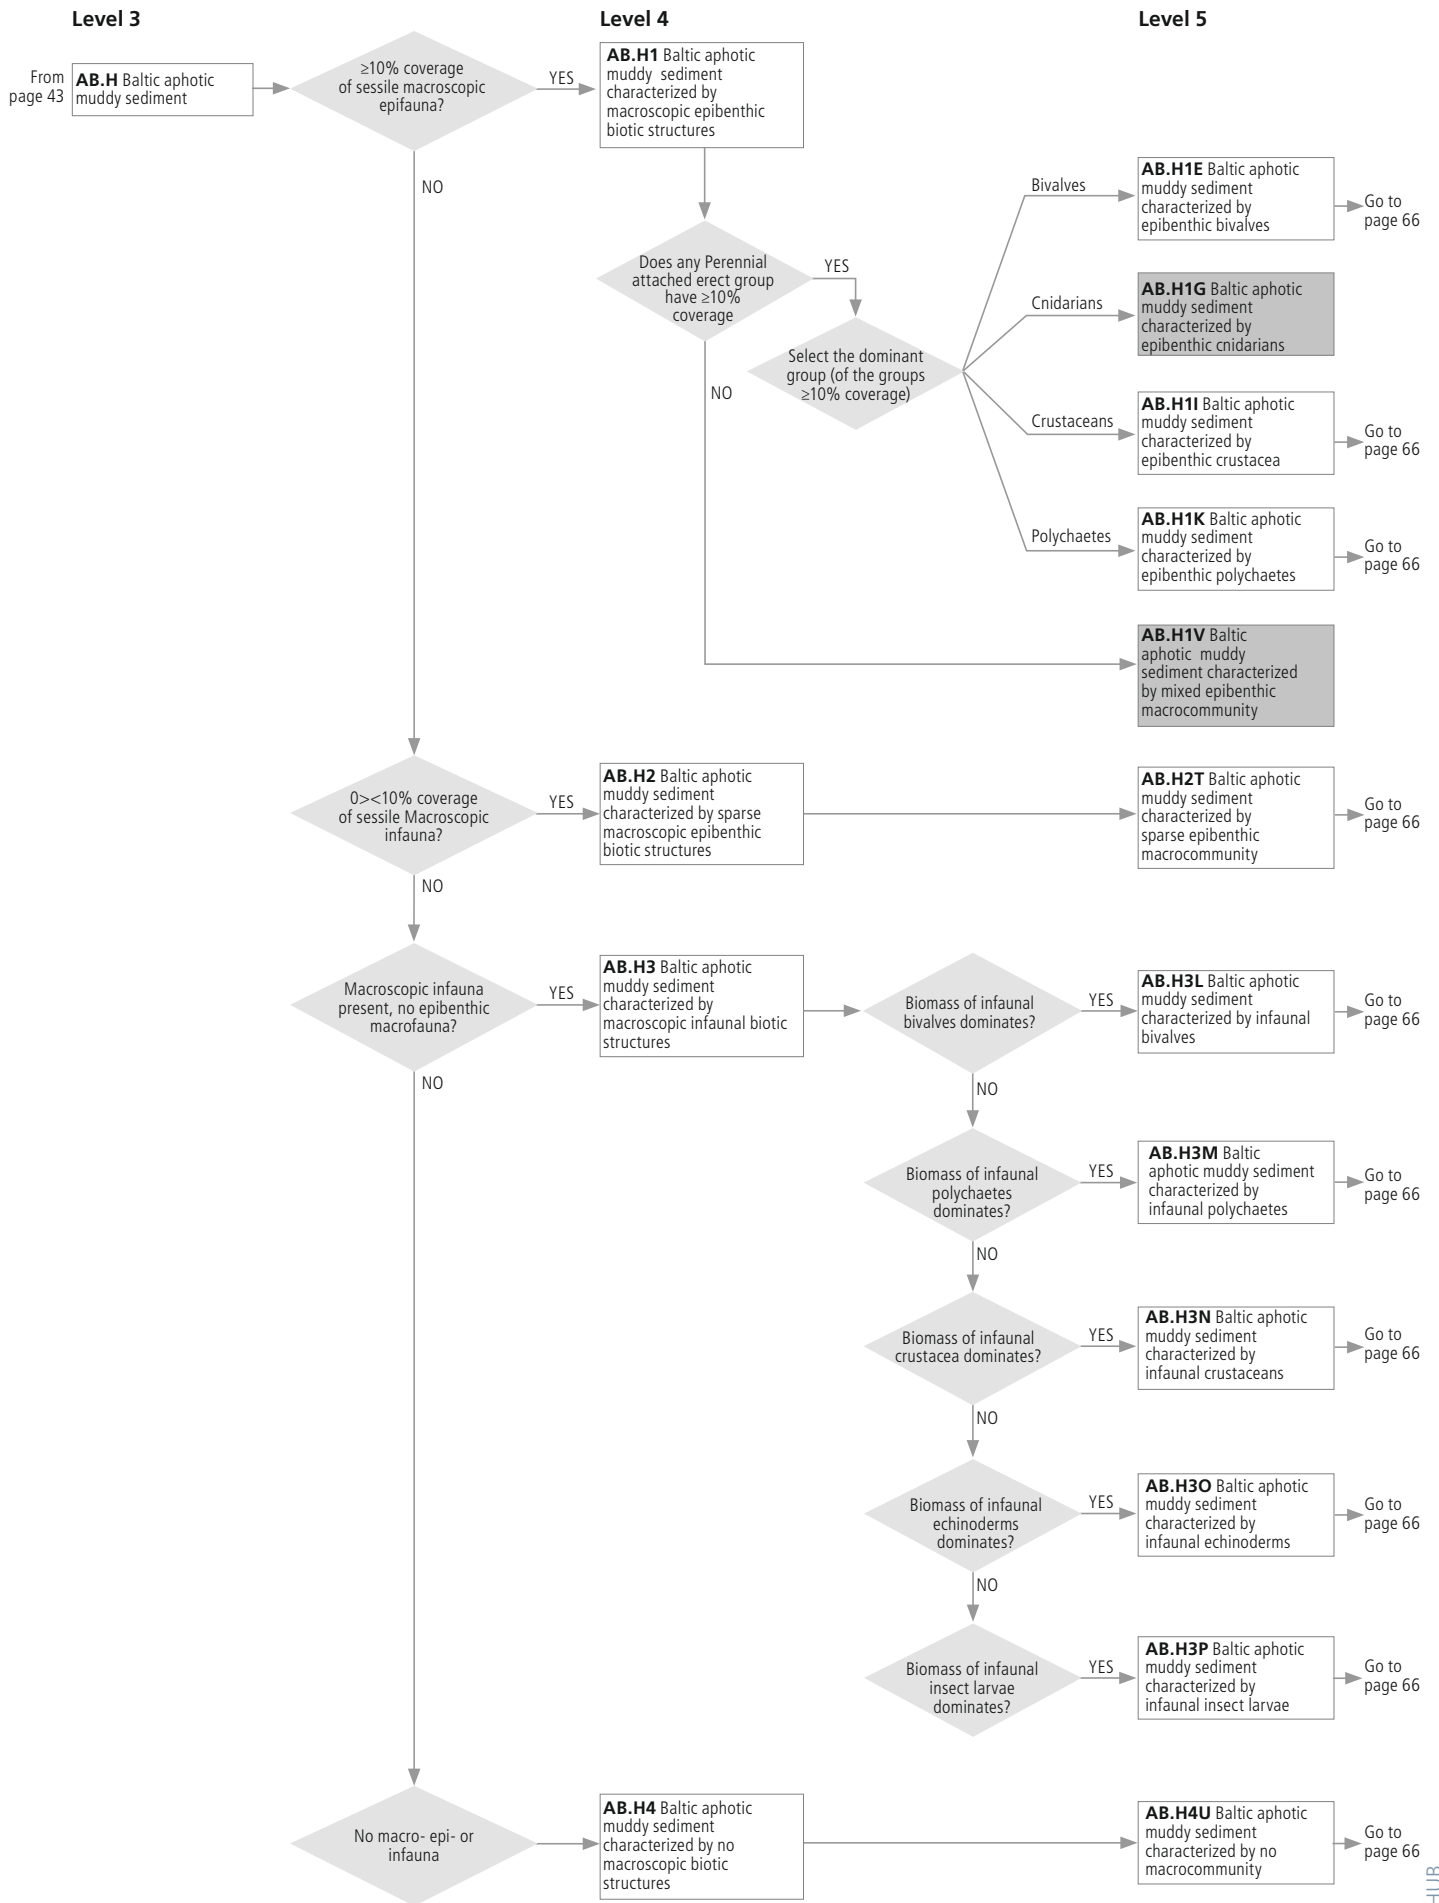 Level 3
Level 4
Level 5
From
page 43
AB.H Baltic aphotic
muddy sediment
≥10% coverage
of sessile macroscopic
epifauna?
YES
AB.H1 Baltic aphotic
muddy sediment
characterized by
macroscopic epibenthic
biotic structures
NO
Does any Perennial
attached erect group
have ≥10%
coverage
YES
NO
Select the dominant
group (of the groups
≥10% coverage)
Bivalves
AB.H1E Baltic aphotic
muddy sediment
characterized by
epibenthic bivalves
Go to
page 66
Cnidarians
AB.H1G Baltic aphotic
muddy sediment
characterized by
epibenthic cnidarians
Crustaceans
AB.H1I Baltic aphotic
muddy sediment
characterized by
epibenthic crustacea
Go to
page 66
Polychaetes
AB.H1K Baltic aphotic
muddy sediment
characterized by
epibenthic polychaetes
Go to
page 66
AB.H1V Baltic
aphotic muddy
sediment characterized
by mixed epibenthic
macrocommunity
0><10% coverage
of sessile Macroscopic
infauna?
YES
AB.H2 Baltic aphotic
muddy sediment
characterized by sparse
macroscopic epibenthic
biotic structures
AB.H2T Baltic aphotic
muddy sediment
characterized by
sparse epibenthic
macrocommunity
Go to
page 66
NO
Macroscopic infauna
present, no epibenthic
macrofauna?
YES
AB.H3 Baltic aphotic
muddy sediment
characterized by
macroscopic infaunal biotic
structures
NO
Biomass of infaunal
bivalves dominates?
YES
AB.H3L Baltic aphotic
muddy sediment
characterized by infaunal
bivalves
Go to
page 66
NO
Biomass of infaunal
polychaetes
dominates?
YES
AB.H3M Baltic
aphotic muddy sediment
characterized by
infaunal polychaetes
Go to
page 66
NO
Biomass of infaunal
crustacea dominates?
YES
AB.H3N Baltic aphotic
muddy sediment
characterized by
infaunal crustaceans
Go to
page 66
NO
Biomass of infaunal
echinoderms
dominates?
YES
AB.H3O Baltic aphotic
muddy sediment
characterized by
infaunal echinoderms
Go to
page 66
NO
Biomass of infaunal
insect larvae
dominates?
YES
AB.H3P Baltic aphotic
muddy sediment
characterized by
infaunal insect larvae
Go to
page 66
No macro- epi- or
infauna
AB.H4 Baltic aphotic
muddy sediment
characterized by no
macroscopic biotic
structures
AB.H4U Baltic aphotic
muddy sediment
characterized by no
macrocommunity
Go to
page 66
HUB